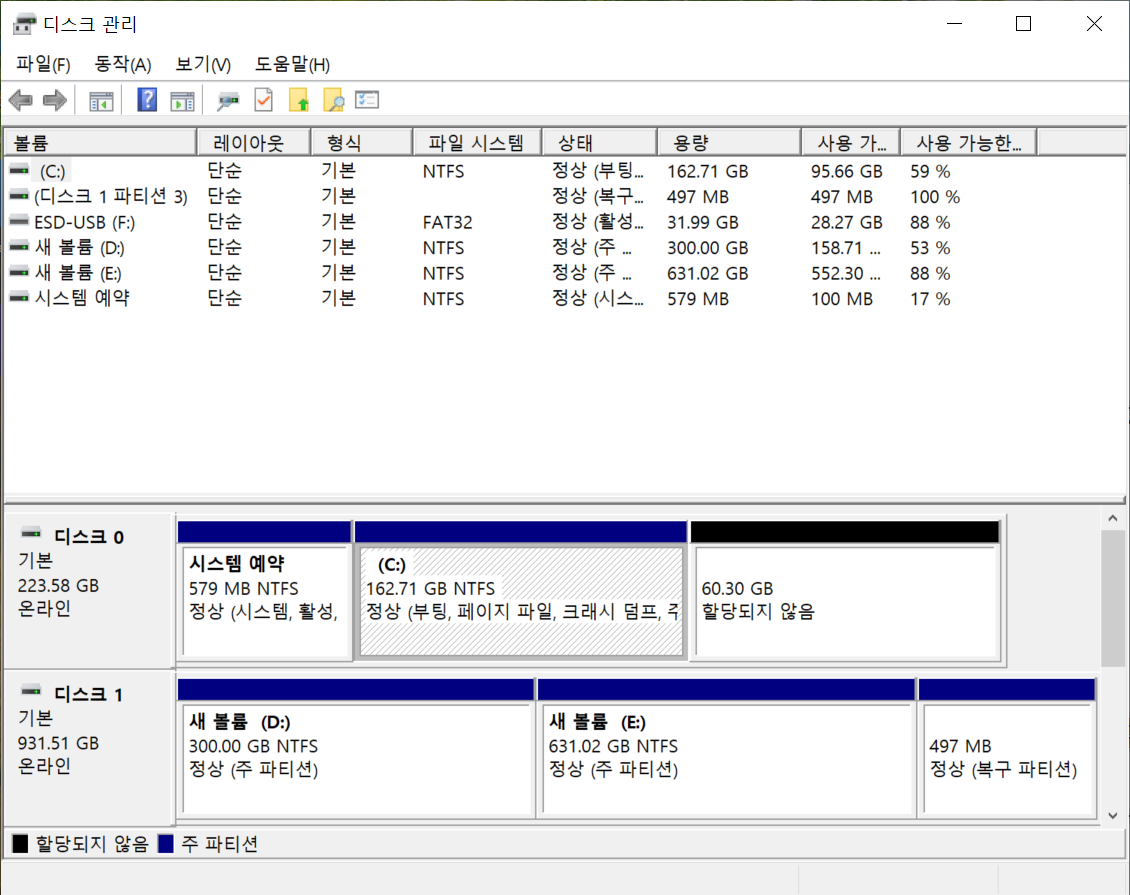 디스크 관리
파일(F) 동작(A) 보기(V) 도움말(H)
볼륨 레이아웃 형식 파일 시스템 상태 용량 사용 가... 사용 가능한...
(C:) 단순 기본 NTFS 정상 (부팅... 162.71 GB 95.66 GB 59 %
(디스크 1 파티션 3) 단순 기본 정상 (복구... 497 MB 497 MB 100 %
ESD-USB (F:) 단순 기본 FAT32 정상 (활성... 31.99 GB 28.27 GB 88 %
새 볼륨 (D:) 단순 기본 NTFS 정상 (주 ... 300.00 GB 158.71 ... 53 %
새 볼륨 (E:) 단순 기본 NTFS 정상 (주 ... 631.02 GB 552.30 ... 88 %
시스템 예약 단순 기본 NTFS 정상 (시스... 579 MB 100 MB 17 %
디스크 0
기본
223.58 GB
온라인
시스템 예약
579 MB NTFS
정상 (시스템, 활성,
(C:)
162.71 GB NTFS
정상 (부팅, 페이지 파일, 크래시 덤프, 주
60.30 GB
할당되지 않음
디스크 1
기본
931.51 GB
온라인
새 볼륨 (D:)
300.00 GB NTFS
정상 (주 파티션)
새 볼륨 (E:)
631.02 GB NTFS
정상 (주 파티션)
497 MB
정상 (복구 파티션)
할당되지 않음 주 파티션